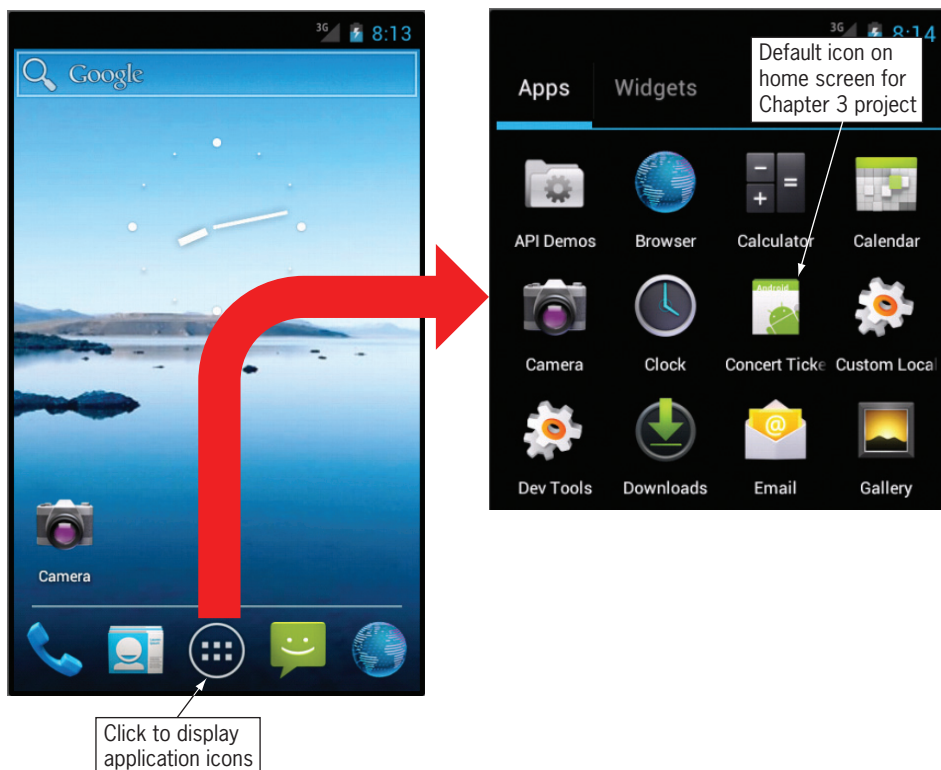 3G 8:13
Google
Camera
Click to display
application icons
3G 8:14
Default icon on
home screen for
Chapter 3 project
Apps Widgets
API Demos Browser Calculator Calendar
Android
@
Camera Clock Concert Ticke Custom Local
Dev Tools Downloads Email Gallery